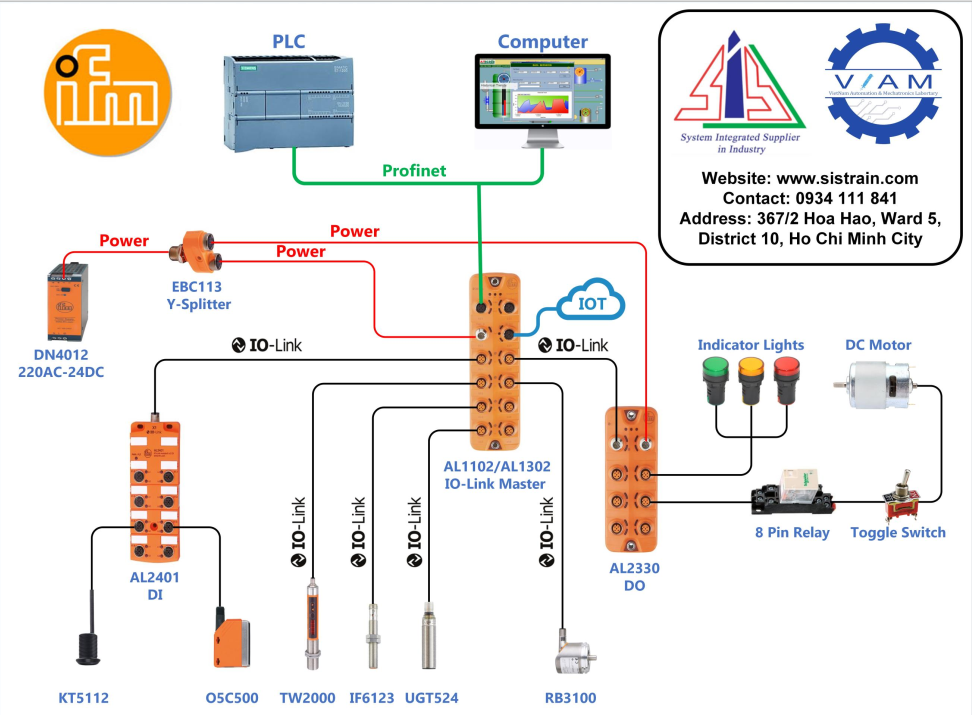 ifm
PLC
Computer
SIS
System Integrated Supplier
in Industry
VIAM
VietNam Automation & Mechatronics Labortary
Website: www.sistrain.com
Contact: 0934 111 841
Address: 367/2 Hoa Hao, Ward 5,
District 10, Ho Chi Minh City
Profinet
Power
Power
Power
EBC113
Y-Splitter
DN4012
220AC-24DC
IOT
IO-Link
IO-Link
Indicator Lights
DC Motor
AL1102/AL1302
IO-Link Master
8 Pin Relay
Toggle Switch
AL2401
DI
AL2330
DO
IO-Link
IO-Link
IO-Link
IO-Link
KT5112
O5C500
TW2000
IF6123
UGT524
RB3100